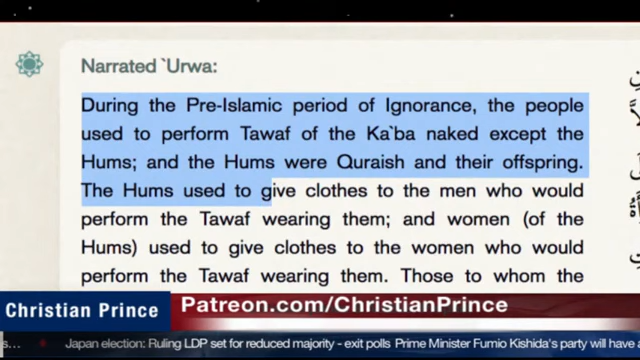 Narrated `Urwa:
During the Pre-Islamic period of Ignorance, the people
used to perform Tawaf of the Ka`ba naked except the
Hums; and the Hums were Quraish and their offspring.
The Hums used to give clothes to the men who would
perform the Tawaf wearing them; and women (of the
Hums) used to give clothes to the women who would
perform the Tawaf wearing them. Those to whom the
Christian Prince
Patreon.com/ChristianPrince
Japan election: Ruling LDP set for reduced majority - exit polls Prime Minister Fumio Kishida's party will have